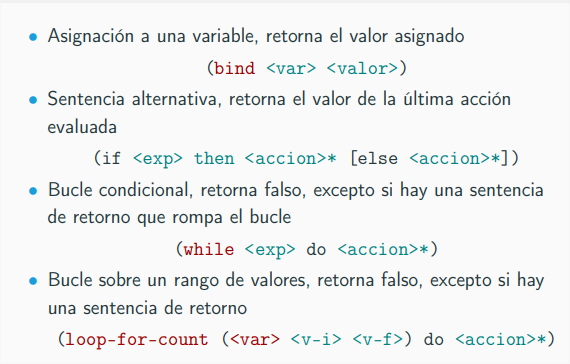 • Asignación a una variable, retorna el valor asignado
(bind <var> <valor>)
• Sentencia alternativa, retorna el valor de la última acción
evaluada
(if <exp> then <accion>* [else <accion>*])
• Bucle condicional, retorna falso, excepto si hay una sentencia
de retorno que rompa el bucle
(while <exp> do <accion>*)
• Bucle sobre un rango de valores, retorna falso, excepto si hay
una sentencia de retorno
(loop-for-count (<var> <v-i> <v-f>) do <accion>*)